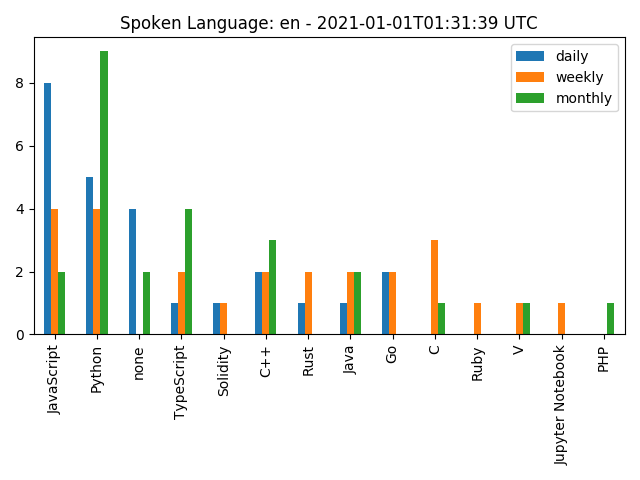 Spoken Language: en - 2021-01-01T01:31:39 UTC
daily
weekly
monthly
8
6
4
2
0
JavaScript
Python
none
TypeScript
Solidity
C++
Rust
Java
Go
C
Ruby
V
Jupyter Notebook
PHP